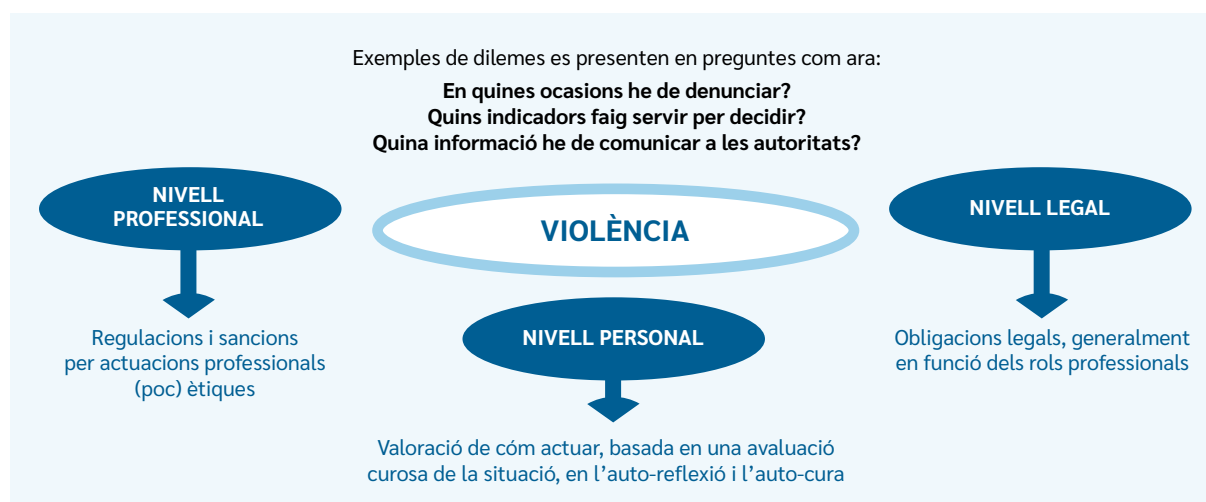 Exemples de dilemes es presenten en preguntes com ara:
En quines ocasions he de denunciar?
Quins indicadors faig servir per decidir?
Quina informació he de comunicar a les autoritats?
NIVELL
PROFESSIONAL
VIOLÈNCIA
NIVELL LEGAL
Regulacions i sancions
per actuacions professionals
(poc) ètiques
NIVELL PERSONAL
Obligacions legals, generalment
en funció dels rols professionals
Valoració de cóm actuar, basada en una avaluació
curosa de la situació, en l’auto-reflexió i l’auto-cura